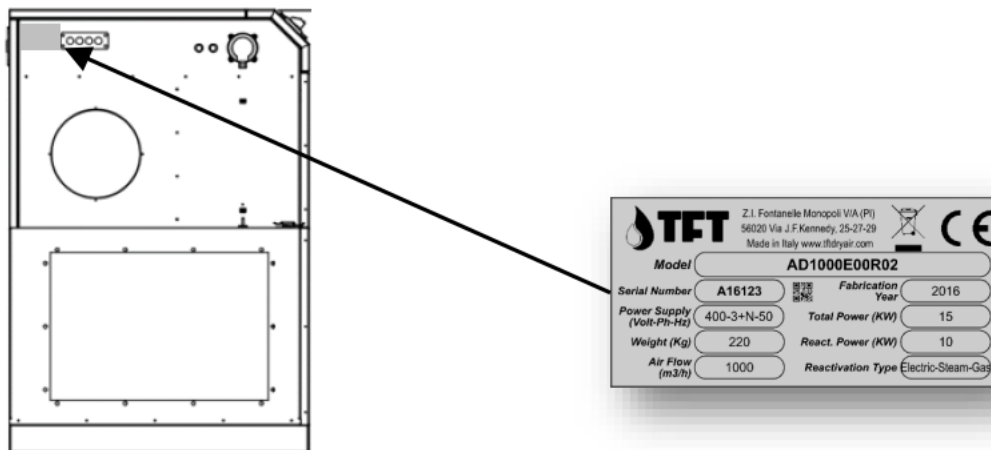 TFT
Z.I. Fontanelle Monopoli V/A (PI)
56020 Via J.F.Kennedy, 25-27-29
Made in Italy www.tftdryair.com
CE
Model AD1000E00R02
Serial Number A16123 Fabrication Year 2016
Power Supply (Volt-Ph-Hz) 400-3+N-50 Total Power (KW) 15
Weight (Kg) 220 React. Power (KW) 10
Air Flow (m3/h) 1000 Reactivation Type Electric-Steam-Gas